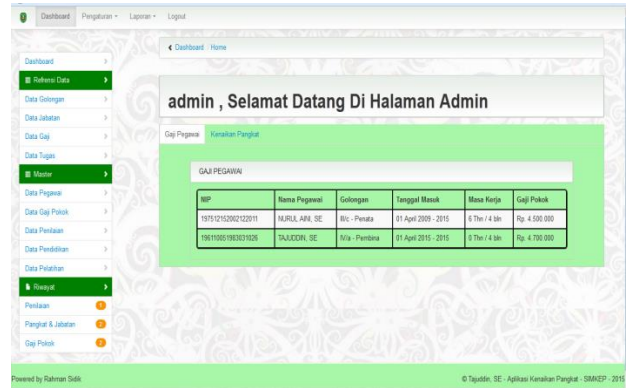 Dashboard Pengaturan Laporan Logout
Dashboard Home
Dashboard
Refrensi Data
Data Golongan
Data Jabatan
Data Gaji
Data Tugas
Master
Data Pegawai
Data Gaji Pokok
Data Penilaian
Data Pendidikan
Data Pelatihan
Riwayat
Penilaian
Pangkat & Jabatan
Gaji Pokok
admin , Selamat Datang Di Halaman Admin
Gaji Pegawai Kenaikan Pangkat
GAJI PEGAWAI
NIP Nama Pegawai Golongan Tanggal Masuk Masa Kerja Gaji Pokok
197512152002122011 NURUL AINI, SE III/c - Penata 01 April 2009 - 2015 6 Thn / 4 bln Rp. 4.500.000
196110051983031026 TAJUDDIN, SE IV/a - Pembina 01 April 2015 - 2015 0 Thn / 4 bln Rp. 4.700.000
Powered by Rahman Sidik © Tajuddin, SE - Aplikasi Kenaikan Pangkat - SIMKEP - 2015